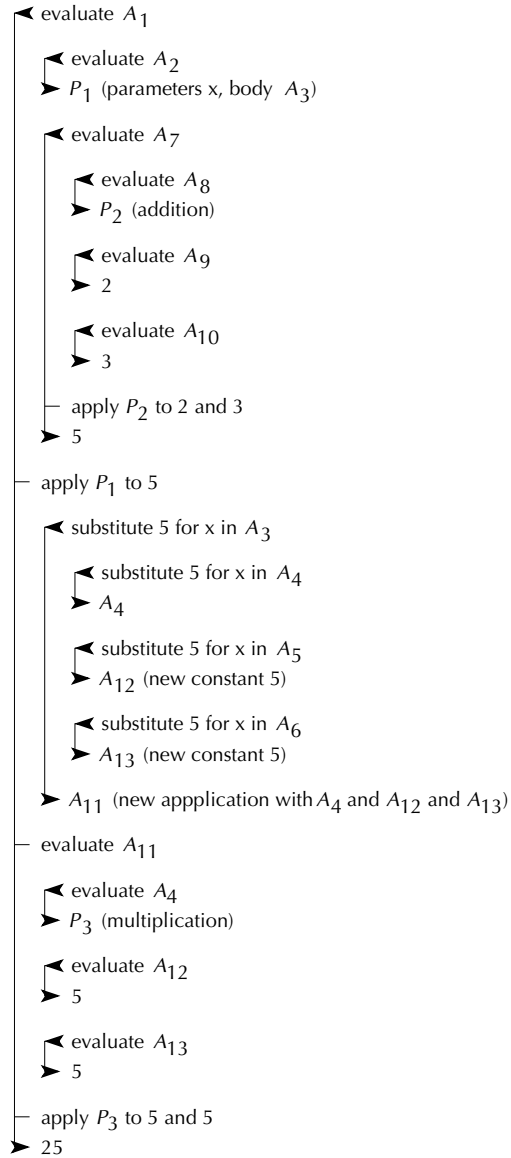 evaluate A1
evaluate A2
P1 (parameters x, body A3)
evaluate A7
evaluate A8
P2 (addition)
evaluate A9
2
evaluate A10
3
apply P2 to 2 and 3
5
apply P1 to 5
substitute 5 for x in A3
substitute 5 for x in A4
A4
substitute 5 for x in A5
A12 (new constant 5)
substitute 5 for x in A6
A13 (new constant 5)
A11 (new appplication with A4 and A12 and A13)
evaluate A11
evaluate A4
P3 (multiplication)
evaluate A12
5
evaluate A13
5
apply P3 to 5 and 5
25